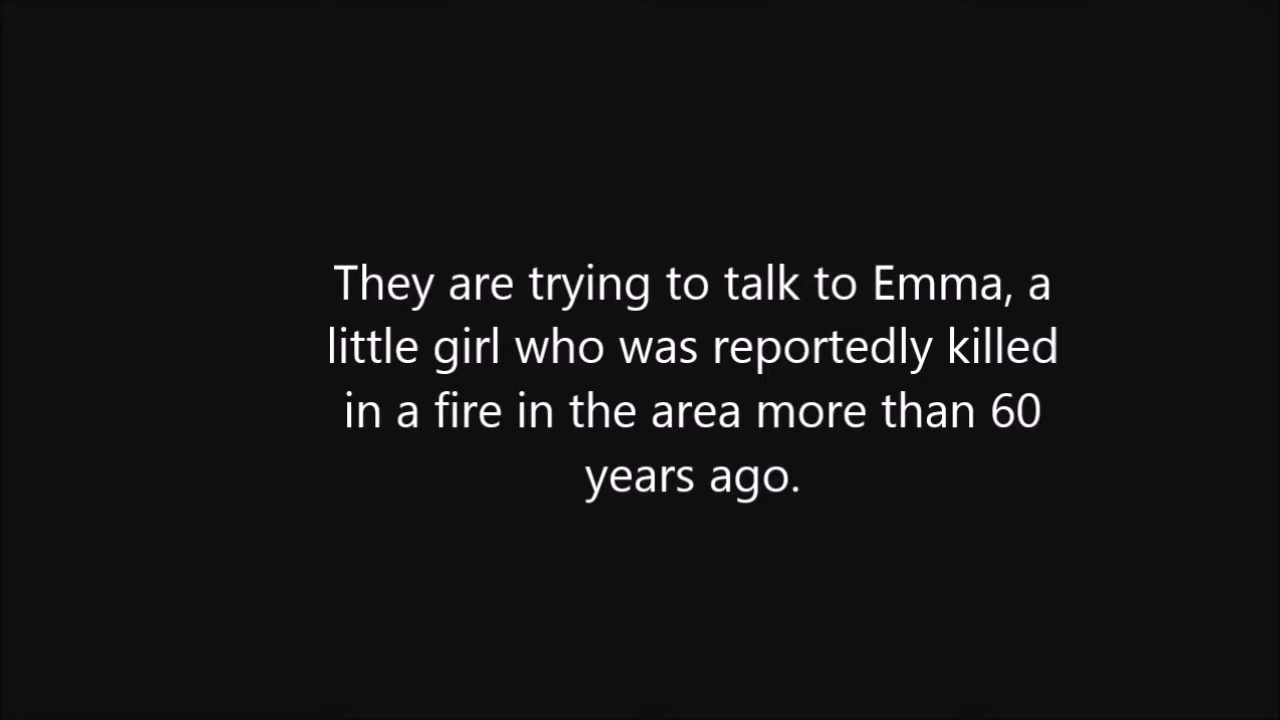 They are trying to talk to Emma, a
little girl who was reportedly killed
in a fire in the area more than 60
years ago.